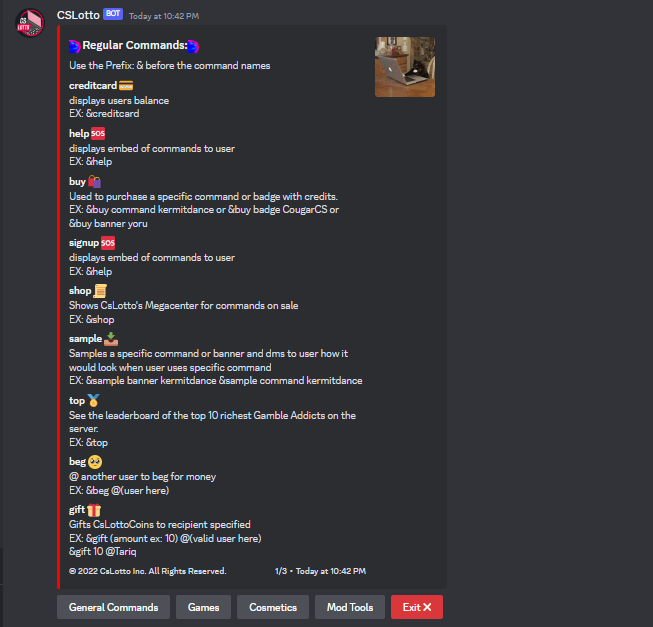 CS
LOTTO
CSLotto BOT Today at 10:42 PM
Regular Commands:
Use the Prefix: & before the command names
creditcard
displays users balance
EX: &creditcard
help SOS
displays embed of commands to user
EX: &help
buy
Used to purchase a specific command or badge with credits.
EX: &buy command kermitdance or &buy badge CougarCS or
&buy banner yoru
signup SOS
displays embed of commands to user
EX: &help
shop
Shows CsLotto's Megacenter for commands on sale
EX: &shop
sample
Samples a specific command or banner and dms to user how it
would look when user uses specific command
EX: &sample banner kermitdance &sample command kermitdance
top
See the leaderboard of the top 10 richest Gamble Addicts on the
server.
EX: &top
beg
@ another user to beg for money
EX: &beg @(user here)
gift
Gifts CsLottoCoins to recipient specified
EX: &gift (amount ex: 10) @(valid user here)
&gift 10 @Tariq
© 2022 CsLotto Inc. All Rights Reserved. 1/3 • Today at 10:42 PM
General Commands Games Cosmetics Mod Tools Exit X